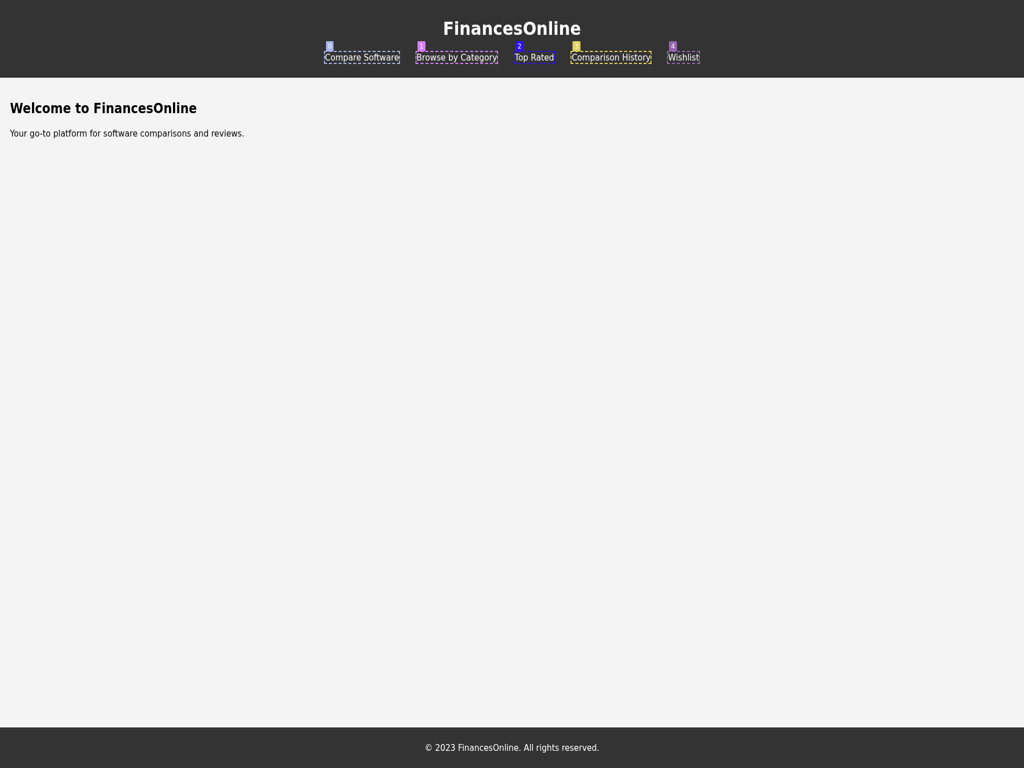 FinancesOnline
0 1 2 3 4
Compare Software Browse by Category Top Rated Comparison History Wishlist
Welcome to FinancesOnline
Your go-to platform for software comparisons and reviews.
© 2023 FinancesOnline. All rights reserved.